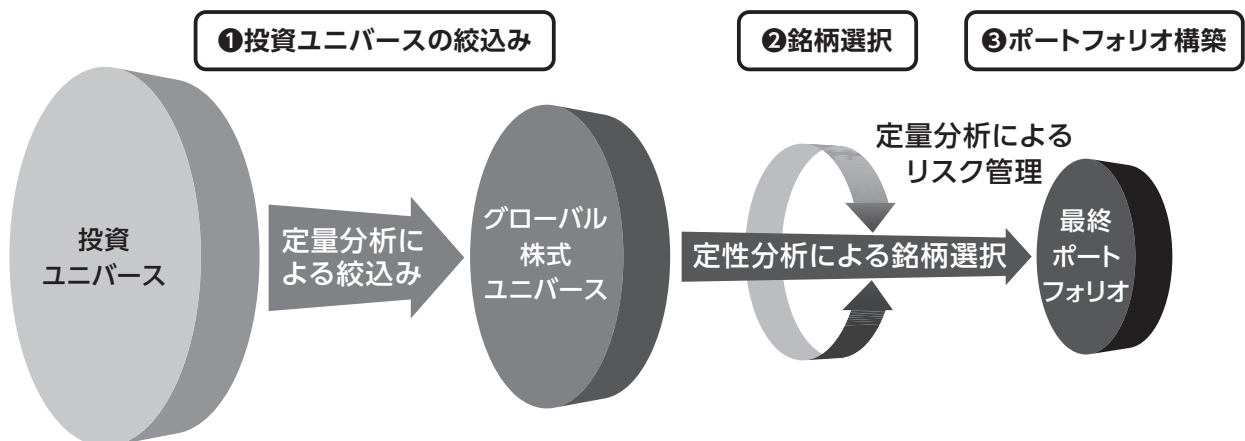 ❶投資ユニバースの絞込み
❷銘柄選択
❸ポートフォリオ構築
投資
ユニバース
定量分析に
よる絞込み
グローバル
株式
ユニバース
定量分析による
リスク管理
定性分析による銘柄選択
最終
ポート
フォリオ